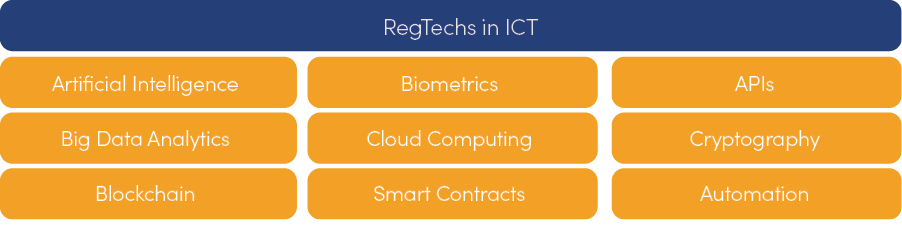 RegTechs in ICT
Artificial Intelligence
Biometrics
APIs
Big Data Analytics
Cloud Computing
Cryptography
Blockchain
Smart Contracts
Automation